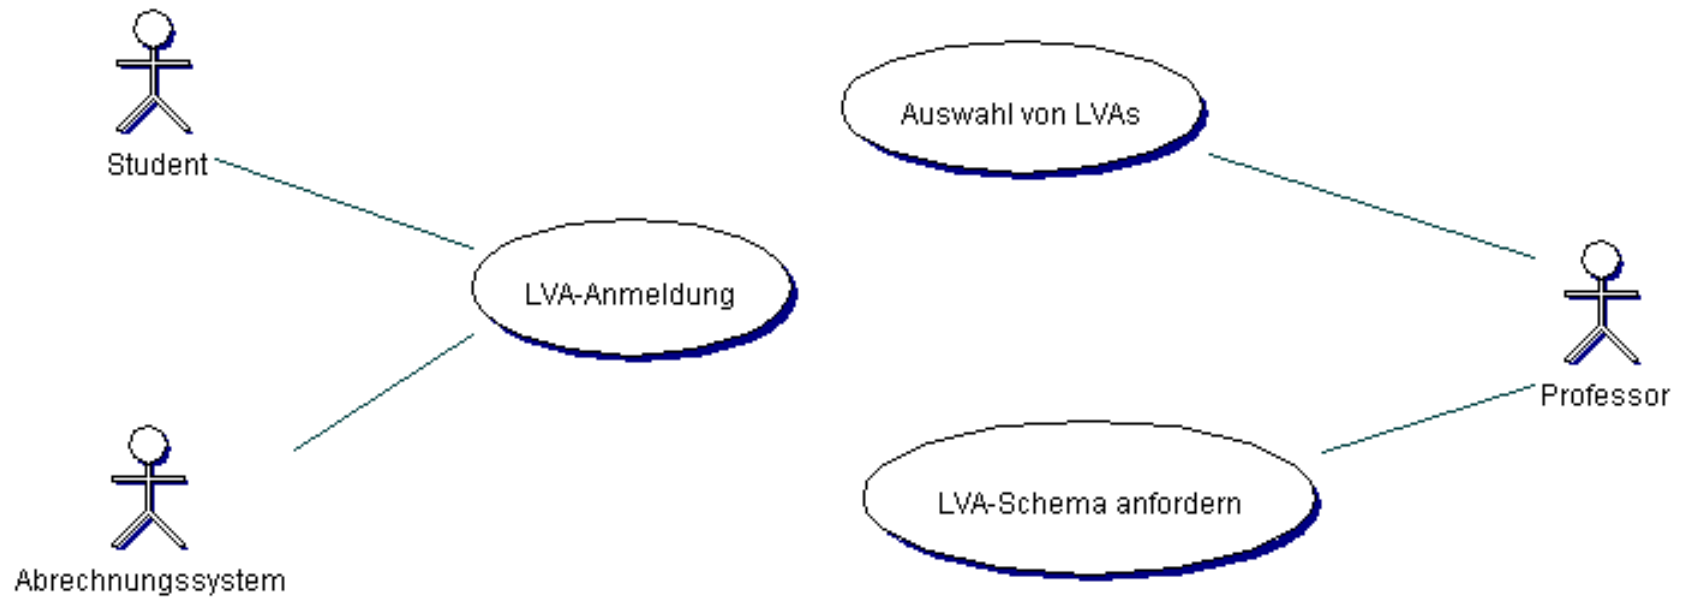 Auswahl von LVAs
Student
LVA-Anmeldung
Professor
LVA-Schema anfordern
Abrechnungssystem